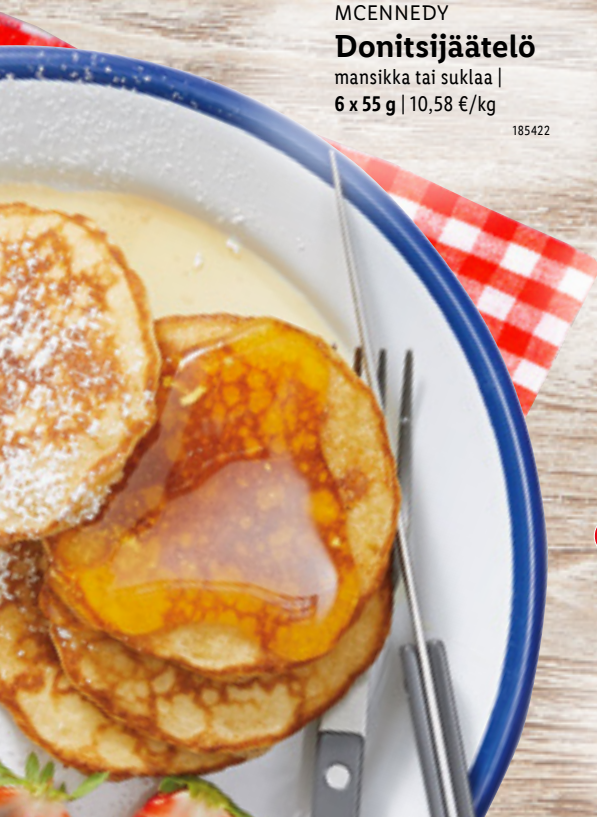 MCENNEDY
Donitsijäätelö
mansikka tai suklaa |
6 x 55 g | 10,58 €/kg
185422